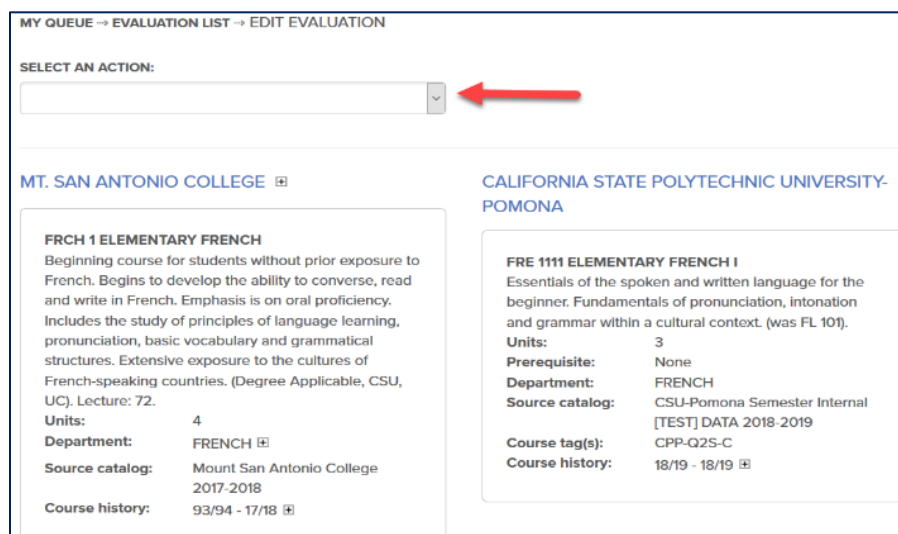 MY QUEUE ⇢ EVALUATION LIST ⇢ EDIT EVALUATION
SELECT AN ACTION:
MT. SAN ANTONIO COLLEGE
FRCH 1 ELEMENTARY FRENCH
Beginning course for students without prior exposure to
French. Begins to develop the ability to converse, read
and write in French. Emphasis is on oral proficiency.
Includes the study of principles of language learning,
pronunciation, basic vocabulary and grammatical
structures. Extensive exposure to the cultures of
French-speaking countries. (Degree Applicable, CSU,
UC). Lecture: 72.
Units: 4
Department: FRENCH
Source catalog: Mount San Antonio College
2017-2018
Course history: 93/94 - 17/18
CALIFORNIA STATE POLYTECHNIC UNIVERSITY-
POMONA
FRE 1111 ELEMENTARY FRENCH I
Essentials of the spoken and written language for the
beginner. Fundamentals of pronunciation, intonation
and grammar within a cultural context. (was FL 101).
Units: 3
Prerequisite: None
Department: FRENCH
Source catalog: CSU-Pomona Semester Internal
[TEST] DATA 2018-2019
Course tag(s): CPP-Q2S-C
Course history: 18/19 - 18/19